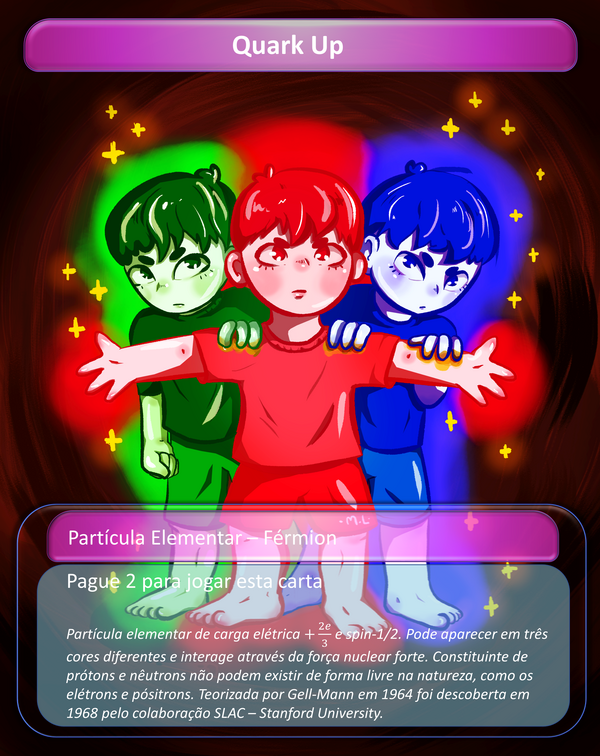 Quark Up
- M.L
Partícula Elementar – Férmion
Pague 2 para jogar esta carta
Partícula elementar de carga elétrica + 2e/3 e spin-1/2. Pode aparecer em três
cores diferentes e interage através da força nuclear forte. Constituinte de
prótons e nêutrons não podem existir de forma livre na natureza, como os
elétrons e pósitrons. Teorizada por Gell-Mann em 1964 foi descoberta em
1968 pelo colaboração SLAC – Stanford University.